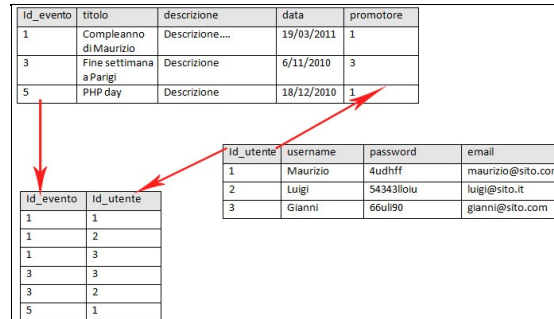 Id_evento titolo descrizione data promotore
1 Compleanno di Maurizio Descrizione.... 19/03/2011 1
3 Fine settimana a Parigi Descrizione 6/11/2010 3
5 PHP day Descrizione 18/12/2010 1
Id_utente username password email
1 Maurizio 4udhff maurizio@sito.com
2 Luigi 54343lloiu luigi@sito.it
3 Gianni 66uli90 gianni@sito.com
Id_evento Id_utente
1 1
1 2
1 3
3 3
3 2
5 1